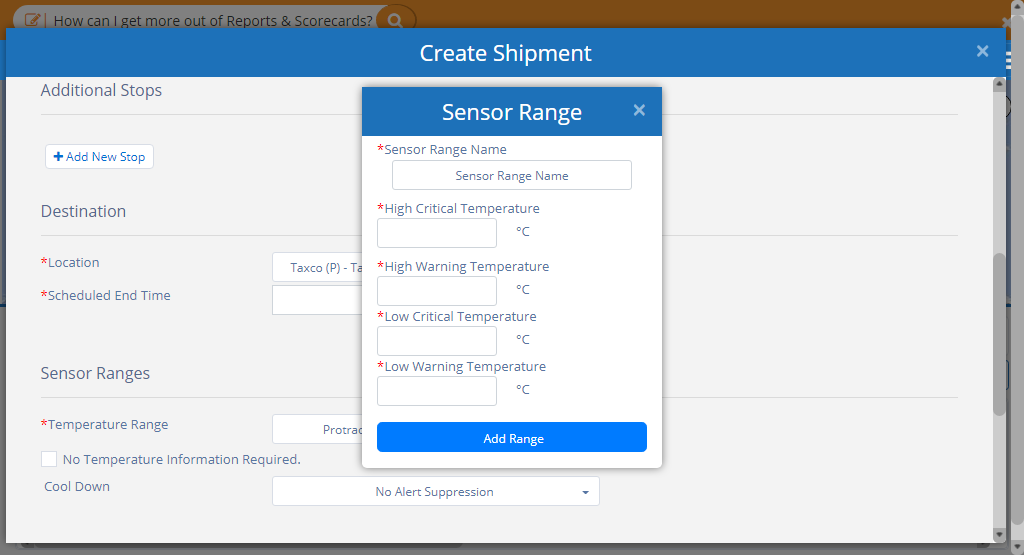 How can I get more out of Reports & Scorecards?
Create Shipment
×
Additional Stops
+ Add New Stop
Destination
*Location
Taxco (P) - Ta
*Scheduled End Time
Sensor Ranges
*Temperature Range
Protrac
No Temperature Information Required.
Cool Down
No Alert Suppression
Sensor Range
×
*Sensor Range Name
Sensor Range Name
*High Critical Temperature
°C
*High Warning Temperature
°C
*Low Critical Temperature
°C
*Low Warning Temperature
°C
Add Range